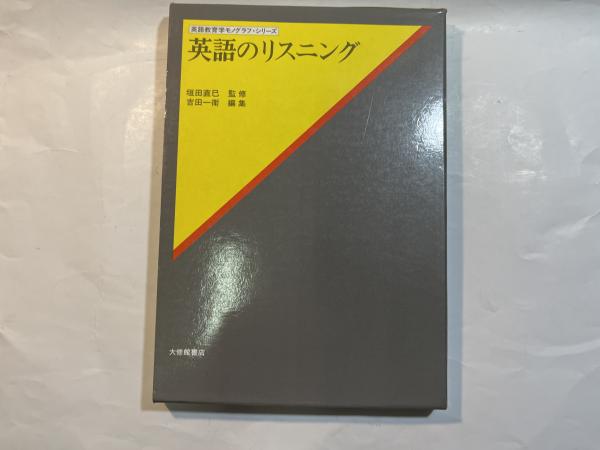 英語教育学モノグラフ・シリーズ
英語のリスニング
垣田直巳 監修
吉田一衛 編集
大修館書店